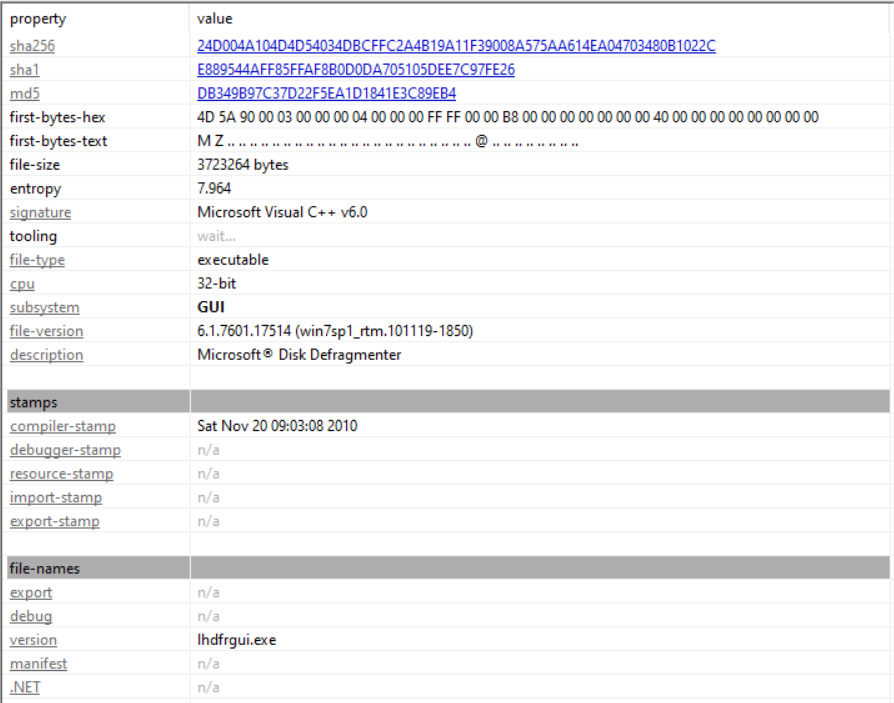 property value
sha256 24D004A104D4D54034DBCFFC2A4B19A11F39008A575AA614EA04703480B1022C
sha1 E889544AFF85FFAF8B0D0DA705105DEE7C97FE26
md5 DB349B97C37D22F5EA1D1841E3C89EB4
first-bytes-hex 4D 5A 90 00 03 00 00 00 04 00 00 00 FF FF 00 00 B8 00 00 00 00 00 00 00 40 00 00 00 00 00 00 00
first-bytes-text M Z .. .. .. .. .. .. .. .. .. .. .. .. .. .. .. .. .. .. .. .. .. .. @ .. .. .. .. .. .. ..
file-size 3723264 bytes
entropy 7.964
signature Microsoft Visual C++ v6.0
tooling wait...
file-type executable
cpu 32-bit
subsystem GUI
file-version 6.1.7601.17514 (win7sp1_rtm.101119-1850)
description Microsoft® Disk Defragmenter
stamps
compiler-stamp Sat Nov 20 09:03:08 2010
debugger-stamp n/a
resource-stamp n/a
import-stamp n/a
export-stamp n/a
file-names
export n/a
debug n/a
version lhdfrgui.exe
manifest n/a
.NET n/a